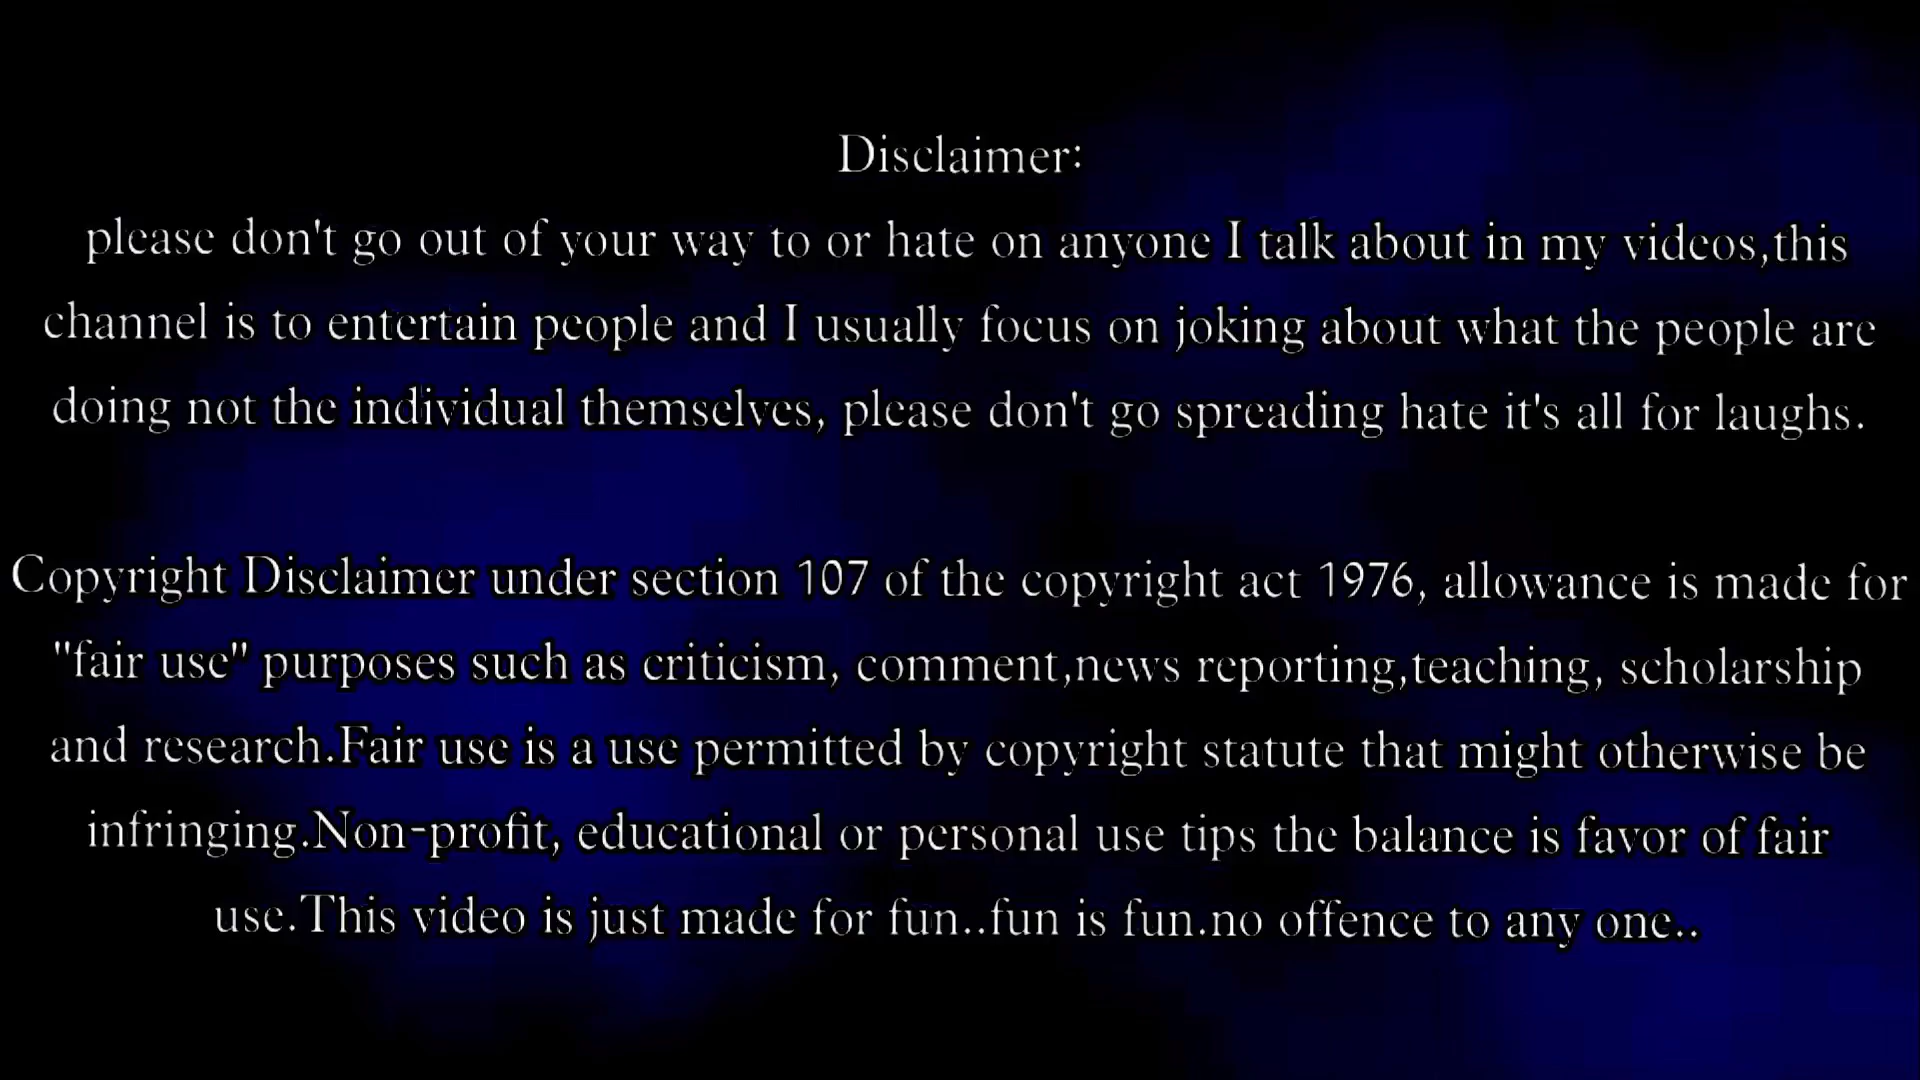 Disclaimer:
please don't go out of your way to or hate on anyone I talk about in my videos,this
channel is to entertain people and I usually focus on joking about what the people are
doing not the individual themselves, please don't go spreading hate it's all for laughs.
Copyright Disclaimer under section 107 of the copyright act 1976, allowance is made for
"fair use" purposes such as criticism, comment,news reporting,teaching, scholarship
and research.Fair use is a use permitted by copyright statute that might otherwise be
infringing.Non-profit, educational or personal use tips the balance is favor of fair
use.This video is just made for fun..fun is fun.no offence to any one..